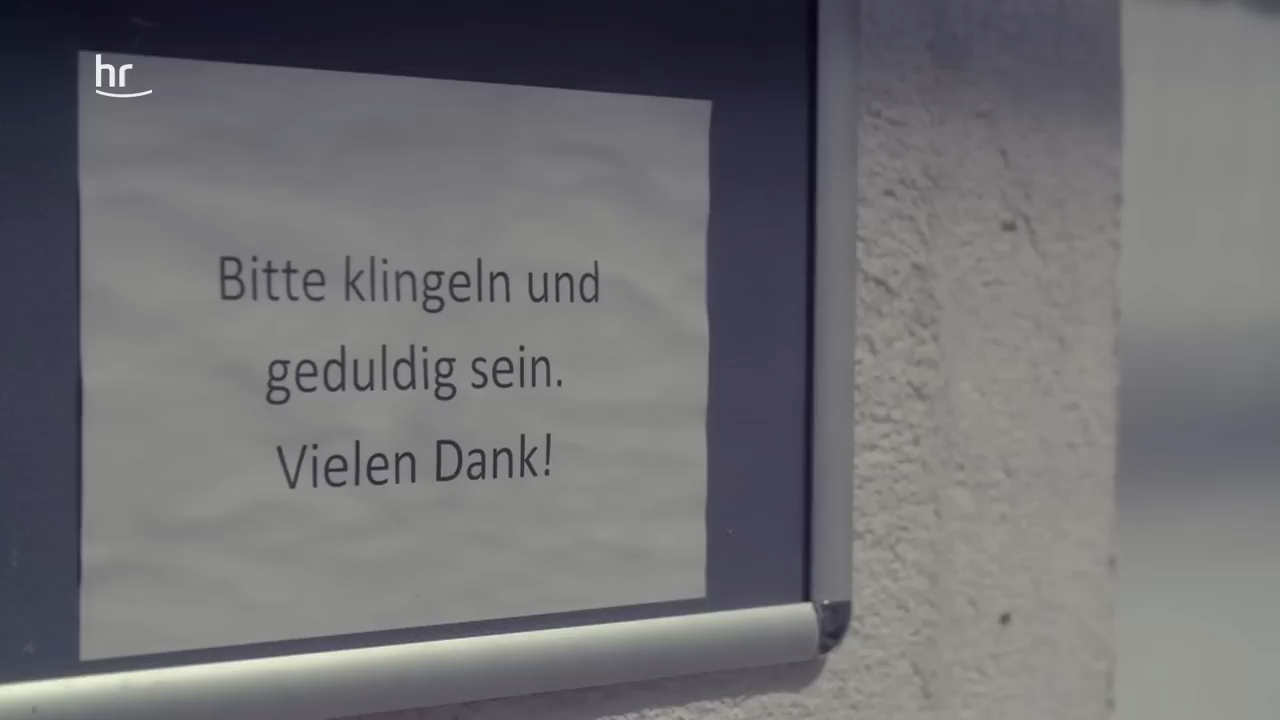 hr
Bitte klingeln und
geduldig sein.
Vielen Dank!